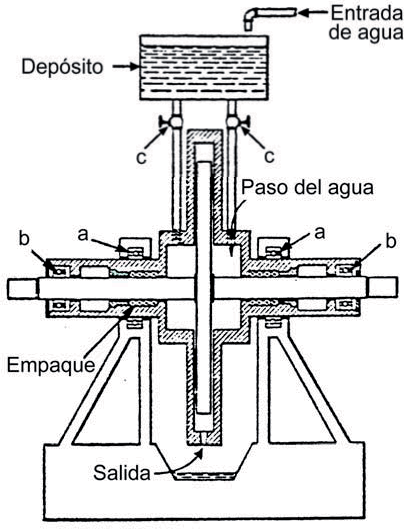 Entrada
de agua
Depósito
c
c
Paso del agua
a
a
b
b
Empaque
Salida